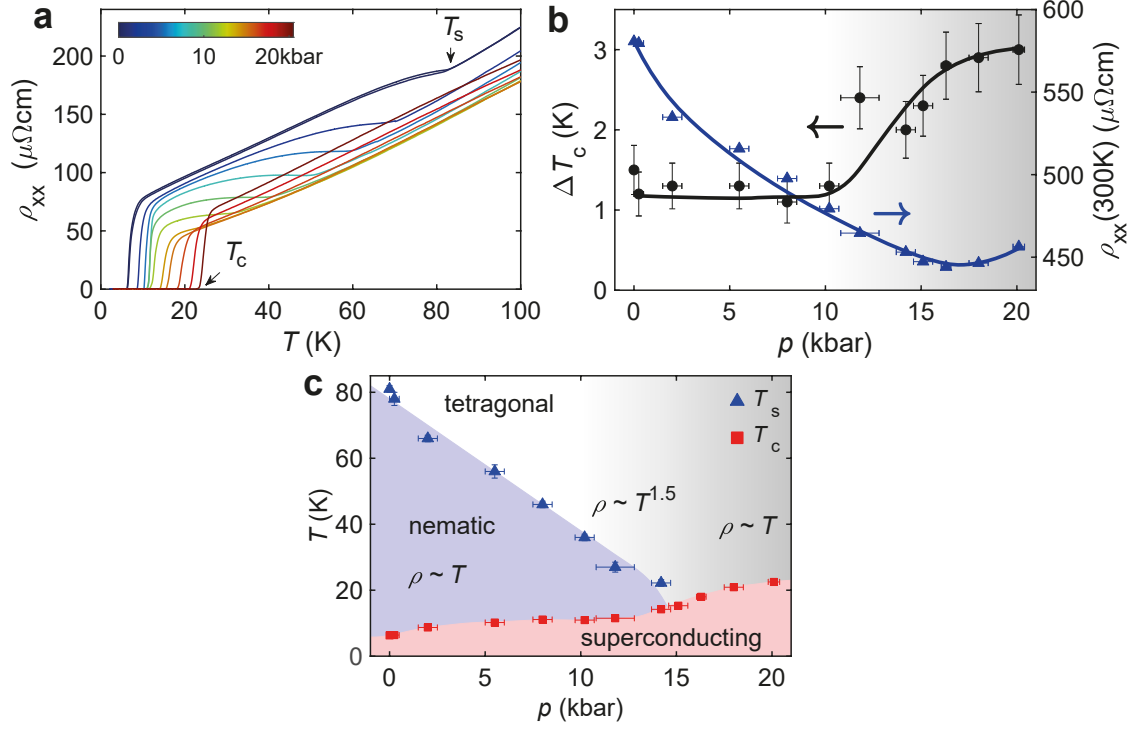 a
0 10 20kbar
T_s
T_c
ρ_xx (μΩcm)
200
150
100
50
0
0 20 40 60 80 100
T (K)
b
ΔT_c (K)
3
2
1
0
600
550
500
450
ρ_xx(300K) (μΩcm)
0 5 10 15 20
p (kbar)
c
T (K)
80
60
40
20
0
tetragonal
T_s
T_c
ρ ~ T^1.5
nematic
ρ ~ T
ρ ~ T
superconducting
0 5 10 15 20
p (kbar)